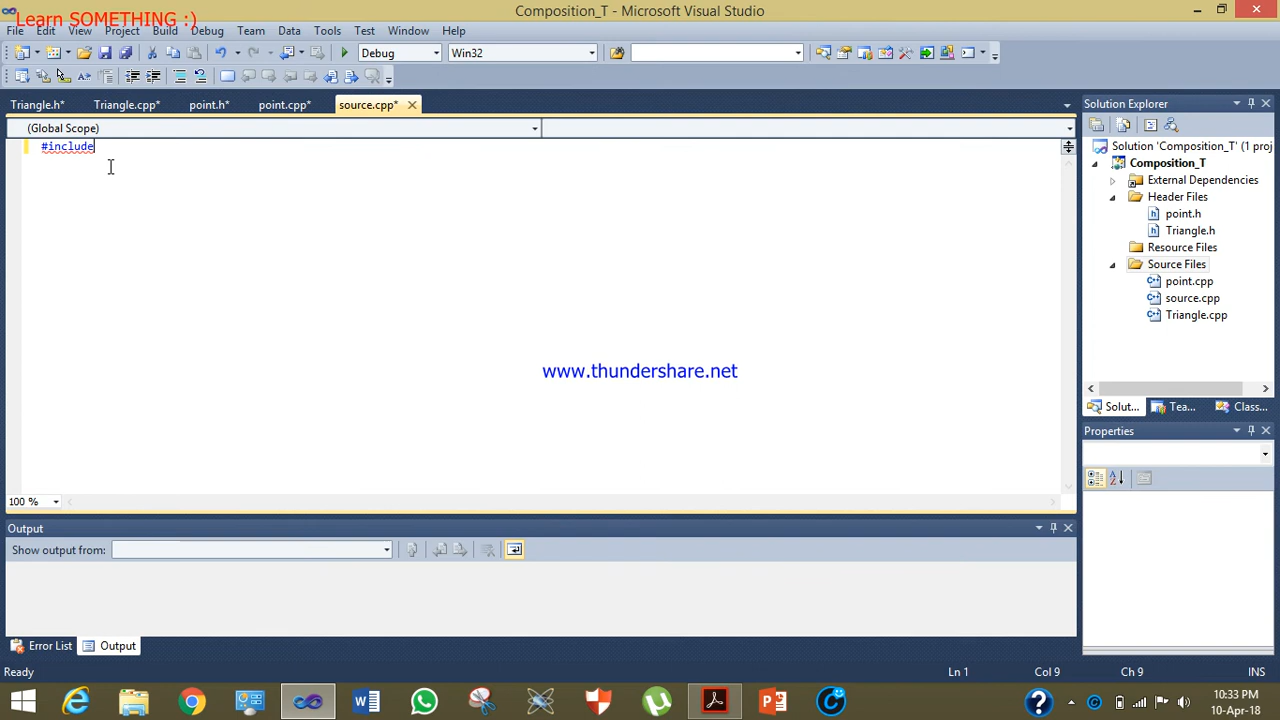 Composition_T - Microsoft Visual Studio
Learn SOMETHING :)
File Edit View Project Build Debug Team Data Tools Test Window Help
Debug Win32
Triangle.h* Triangle.cpp* point.h* point.cpp* source.cpp*
(Global Scope)
#include
www.thundershare.net
100 %
Solution Explorer
Solution 'Composition_T' (1 proj
Composition_T
External Dependencies
Header Files
point.h
Triangle.h
Resource Files
Source Files
point.cpp
source.cpp
Triangle.cpp
Solut... Tea... Class...
Properties
Output
Show output from:
Error List Output
Ready Ln 1 Col 9 Ch 9 INS
10:33 PM
10-Apr-18